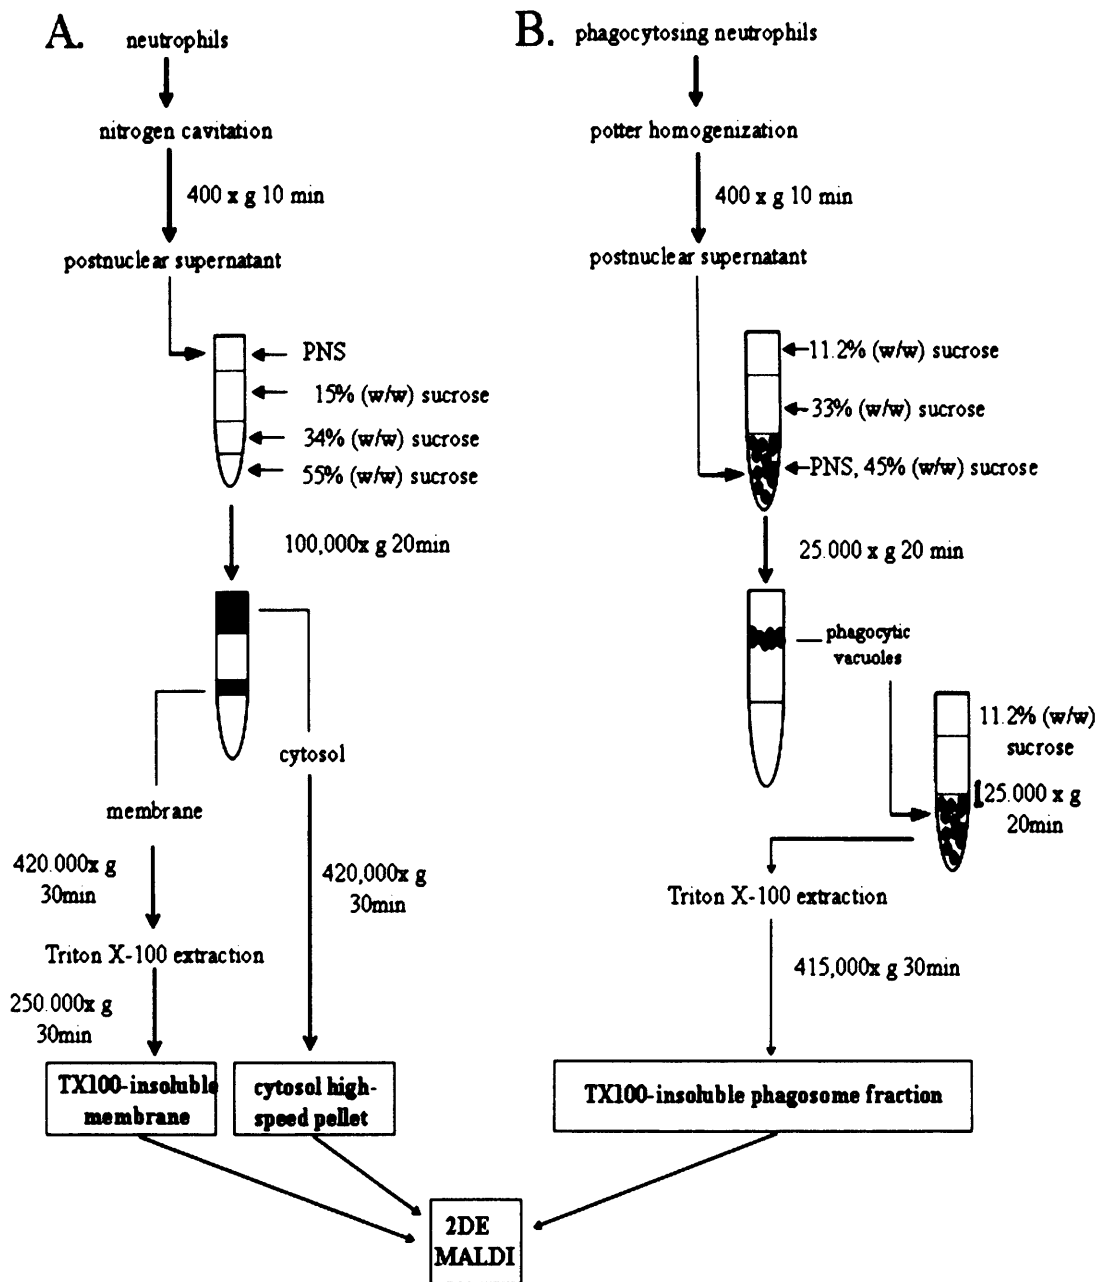 A.
neutrophils
nitrogen cavitation
400 x g 10 min
postnuclear supernatant
PNS
15% (w/w) sucrose
34% (w/w) sucrose
55% (w/w) sucrose
100,000x g 20min
cytosol
membrane
420.000x g
30min
420,000x g
30min
Triton X-100 extraction
250.000x g
30min
TX100-insoluble
membrane
cytosol high-
speed pellet
B.
phagocytosing neutrophils
potter homogenization
400 x g 10 min
postnuclear supernatant
11.2% (w/w) sucrose
33% (w/w) sucrose
PNS, 45% (w/w) sucrose
25.000 x g 20 min
phagocytic
vacuoles
11.2% (w/w)
sucrose
125.000 x g
20min
Triton X-100 extraction
415,000x g 30min
TX100-insoluble phagosome fraction
2DE
MALDI